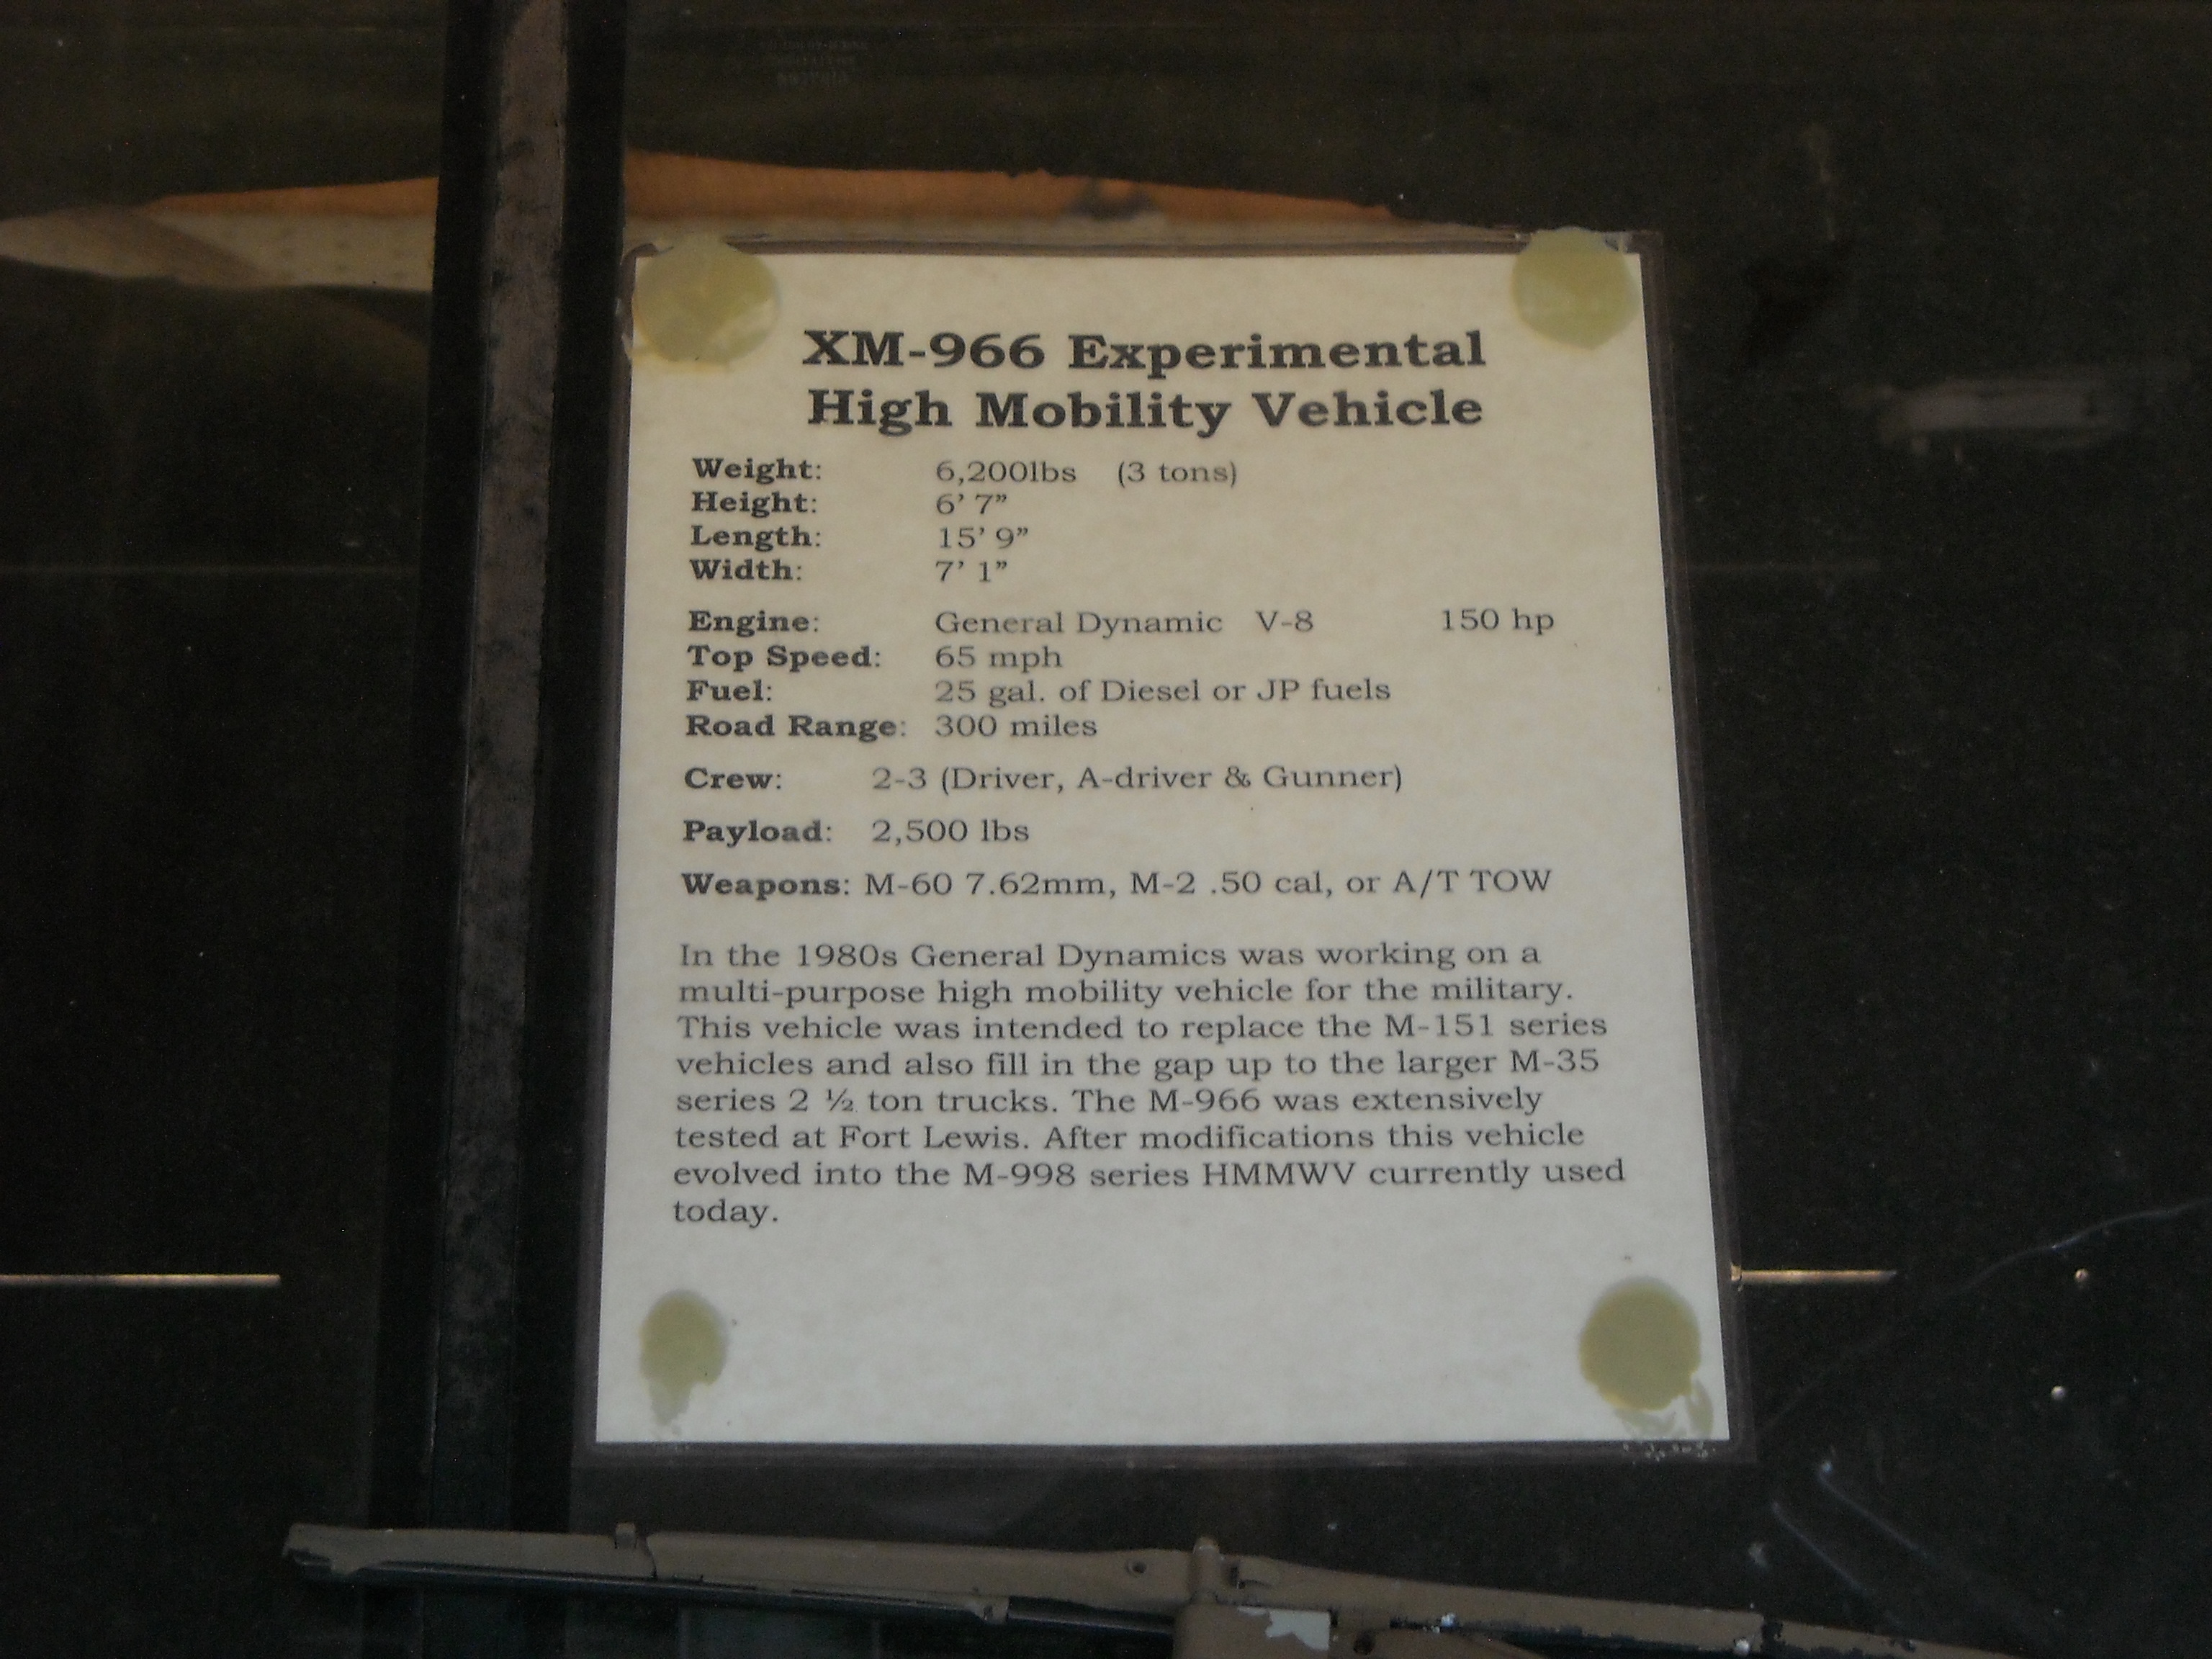 XM-966 Experimental
High Mobility Vehicle
Weight: 6,200lbs (3 tons)
Height: 6’ 7”
Length: 15’ 9”
Width: 7’ 1”
Engine: General Dynamic V-8 150 hp
Top Speed: 65 mph
Fuel: 25 gal. of Diesel or JP fuels
Road Range: 300 miles
Crew: 2-3 (Driver, A-driver & Gunner)
Payload: 2,500 lbs
Weapons: M-60 7.62mm, M-2 .50 cal, or A/T TOW
In the 1980s General Dynamics was working on a
multi-purpose high mobility vehicle for the military.
This vehicle was intended to replace the M-151 series
vehicles and also fill in the gap up to the larger M-35
series 2 ½ ton trucks. The M-966 was extensively
tested at Fort Lewis. After modifications this vehicle
evolved into the M-998 series HMMWV currently used
today.